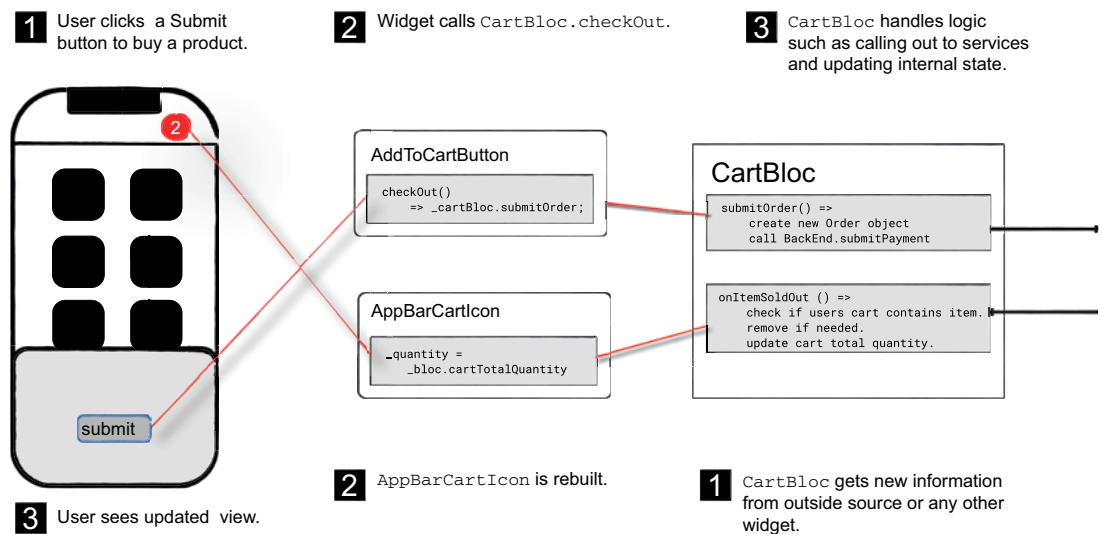 1 User clicks a Submit
button to buy a product.
2 Widget calls CartBloc.checkOut.
3 CartBloc handles logic
such as calling out to services
and updating internal state.
2
AddToCartButton
checkOut()
=> _cartBloc.submitOrder;
CartBloc
submitOrder() =>
create new Order object
call BackEnd.submitPayment
AppBarCartIcon
_quantity =
_bloc.cartTotalQuantity
onItemSoldOut () =>
check if users cart contains item.
remove if needed.
update cart total quantity.
submit
3 User sees updated view.
2 AppBarCartIcon is rebuilt.
1 CartBloc gets new information
from outside source or any other
widget.